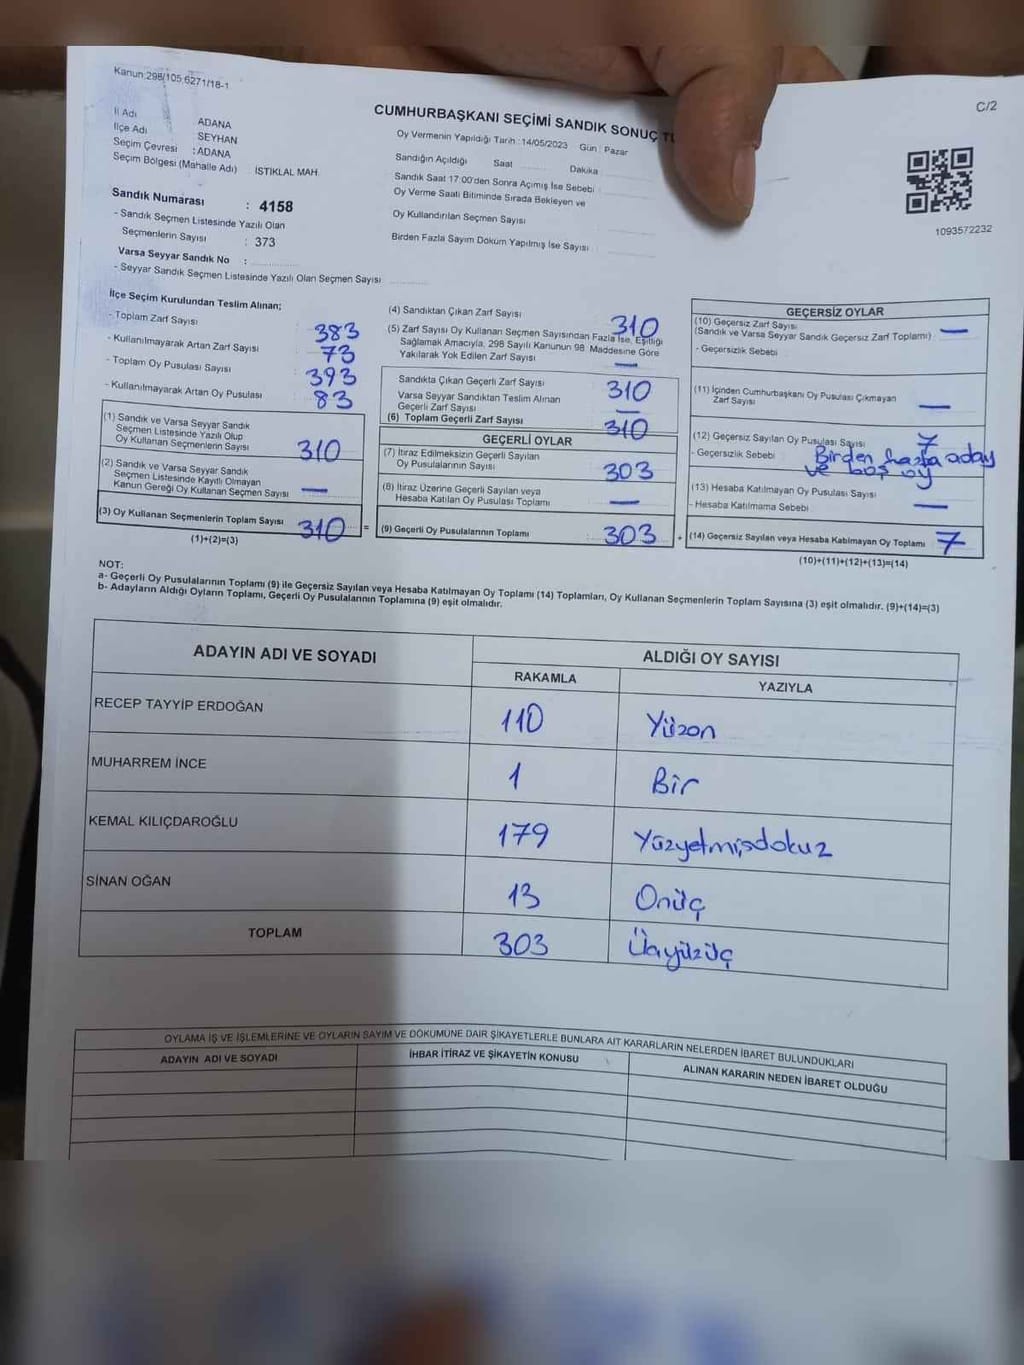 Kanun:298/105,6271/18-1
C/2
CUMHURBAŞKANI SEÇİMİ SANDIK SONUÇ
İl Adı ADANA
İlçe Adı SEYHAN
Seçim Çevresi : ADANA
Seçim Bölgesi (Mahalle Adı) İSTİKLAL MAH.
Oy Vermenin Yapıldığı Tarih :14/05/2023 Gün : Pazar
Sandığın Açıldığı Saat Dakika
Sandık Saat 17:00'den Sonra Açımış İse Sebebi
Oy Verme Saati Bitiminde Sırada Bekleyen ve
Oy Kullandırılan Seçmen Sayısı
Birden Fazla Sayım Döküm Yapılmış İse Sayısı
1093572232
Sandık Numarası : 4158
- Sandık Seçmen Listesinde Yazılı Olan
Seçmenlerin Sayısı : 373
Varsa Seyyar Sandık No :
- Seyyar Sandık Seçmen Listesinde Yazılı Olan Seçmen Sayısı
İlçe Seçim Kurulundan Teslim Alınan;
- Toplam Zarf Sayısı 383
- Kullanılmayarak Artan Zarf Sayısı 73
- Toplam Oy Pusulası Sayısı 393
- Kullanılmayarak Artan Oy Pusulası 83
(1) Sandık ve Varsa Seyyar Sandık
Seçmen Listesinde Yazılı Olup
Oy Kullanan Seçmenlerin Sayısı 310
(2) Sandık ve Varsa Seyyar Sandık
Seçmen Listesinde Kayıtlı Olmayan
Kanun Gereği Oy Kullanan Seçmen Sayısı —
(3) Oy Kullanan Seçmenlerin Toplam Sayısı 310 =
(1)+(2)=(3)
(4) Sandıktan Çıkan Zarf Sayısı 310
(5) Zarf Sayısı Oy Kullanan Seçmen Sayısından Fazla İse, Eşitliği
Sağlamak Amacıyla, 298 Sayılı Kanunun 98. Maddesine Göre
Yakılarak Yok Edilen Zarf Sayısı —
Sandıkta Çıkan Geçerli Zarf Sayısı 310
Varsa Seyyar Sandıktan Teslim Alınan
Geçerli Zarf Sayısı —
(6) Toplam Geçerli Zarf Sayısı 310
GEÇERLİ OYLAR
(7) İtiraz Edilmeksizin Geçerli Sayılan
Oy Pusulalarının Sayısı 303
(8) İtiraz Üzerine Geçerli Sayılan veya
Hesaba Katılan Oy Pusulası Toplamı —
(9) Geçerli Oy Pusulalarının Toplamı : 303 +
GEÇERSİZ OYLAR
(10) Geçersiz Zarf Sayısı
(Sandık ve Varsa Seyyar Sandık Geçersiz Zarf Toplamı) —
- Geçersizlik Sebebi
(11) İçinden Cumhurbaşkanı Oy Pusulası Çıkmayan
Zarf Sayısı —
(12) Geçersiz Sayılan Oy Pusulası Sayısı 7
- Geçersizlik Sebebi Birden fazla aday
ve boş oy
(13) Hesaba Katılmayan Oy Pusulası Sayısı
- Hesaba Katılmama Sebebi —
(14) Geçersiz Sayılan veya Hesaba Katılmayan Oy Toplamı 7
(10)+(11)+(12)+(13)=(14)
NOT:
a- Geçerli Oy Pusulalarının Toplamı (9) ile Geçersiz Sayılan veya Hesaba Katılmayan Oy Toplamı (14) Toplamları, Oy Kullanan Seçmenlerin Toplam Sayısına (3) eşit olmalıdır. (9)+(14)=(3)
b- Adayların Aldığı Oyların Toplamı, Geçerli Oy Pusulalarının Toplamına (9) eşit olmalıdır.
ADAYIN ADI VE SOYADI ALDIĞI OY SAYISI
RAKAMLA YAZIYLA
RECEP TAYYİP ERDOĞAN 110 Yüzon
MUHARREM İNCE 1 Bir
KEMAL KILIÇDAROĞLU 179 Yüzyetmişdokuz
SİNAN OĞAN 13 Onüç
TOPLAM 303 Üçyüzüç
OYLAMA İŞ VE İŞLEMLERİNE VE OYLARIN SAYIM VE DÖKÜMÜNE DAİR ŞİKAYETLERLE BUNLARA AİT KARARLARIN NELERDEN İBARET BULUNDUKLARI
ADAYIN ADI VE SOYADI İHBAR İTİRAZ VE ŞİKAYETİN KONUSU ALINAN KARARIN NEDEN İBARET OLDUĞU